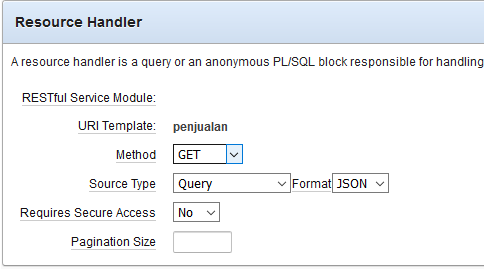 Resource Handler
A resource handler is a query or an anonymous PL/SQL block responsible for handling
RESTful Service Module:
URI Template: penjualan
Method GET
Source Type Query Format JSON
Requires Secure Access No
Pagination Size